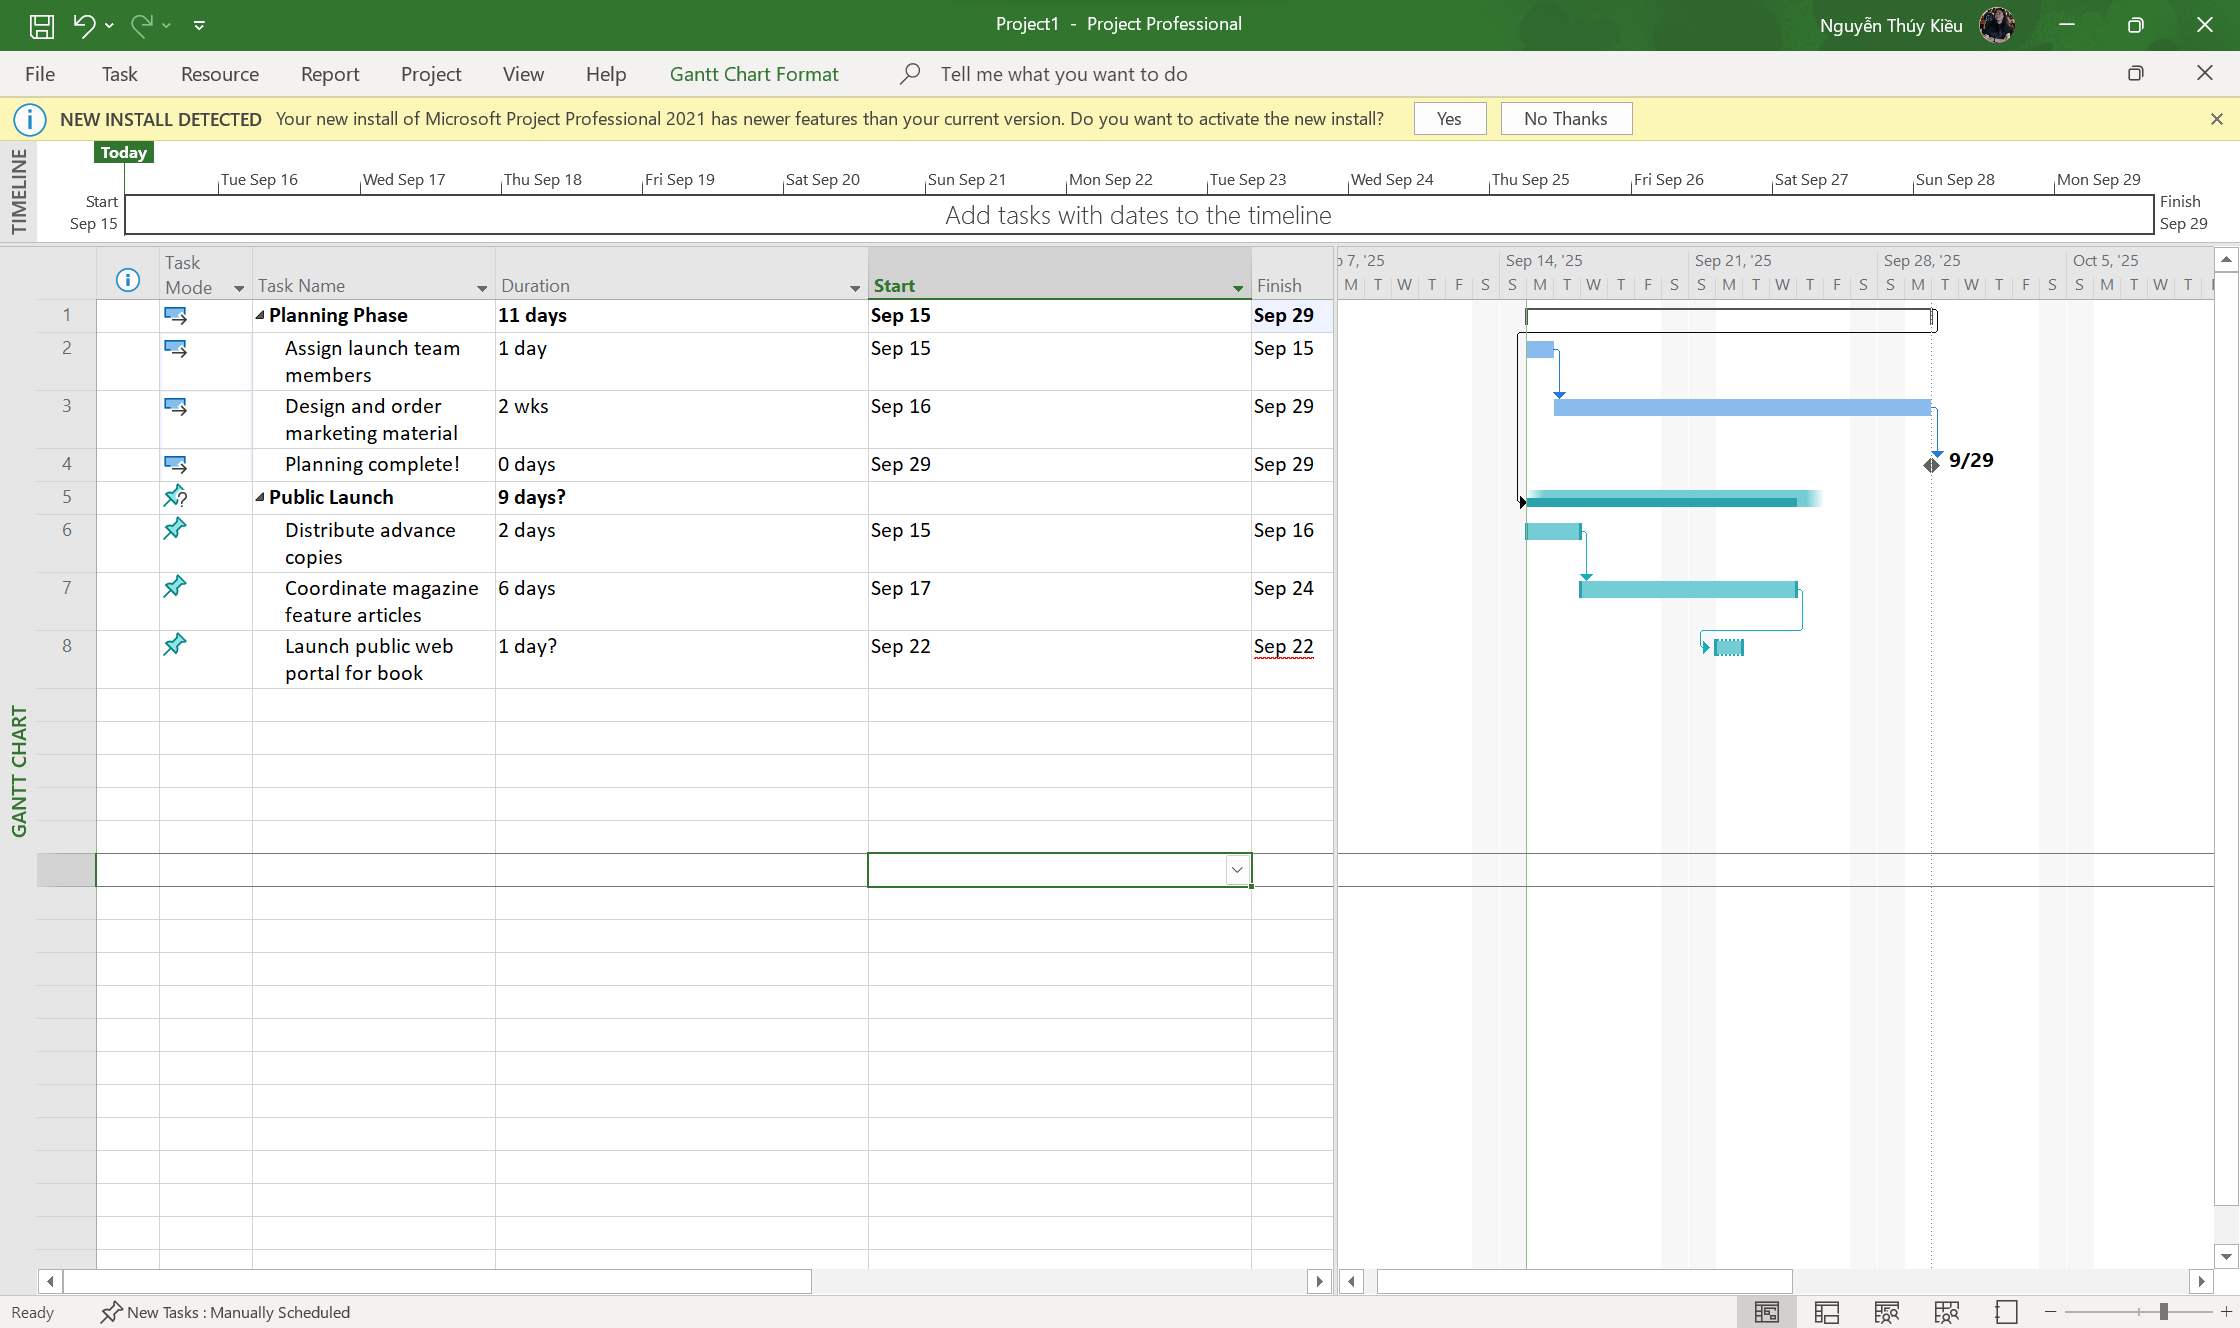 Project1 - Project Professional
Nguyễn Thúy Kiều
File Task Resource Report Project View Help Gantt Chart Format Tell me what you want to do
NEW INSTALL DETECTED Your new install of Microsoft Project Professional 2021 has newer features than your current version. Do you want to activate the new install? Yes No Thanks
TIMELINE
Today
Tue Sep 16 Wed Sep 17 Thu Sep 18 Fri Sep 19 Sat Sep 20 Sun Sep 21 Mon Sep 22 Tue Sep 23 Wed Sep 24 Thu Sep 25 Fri Sep 26 Sat Sep 27 Sun Sep 28 Mon Sep 29
Start
Sep 15
Add tasks with dates to the timeline
Finish
Sep 29
GANTT CHART
Task
Mode Task Name Duration Start Finish
1 Planning Phase 11 days Sep 15 Sep 29
2 Assign launch team 1 day Sep 15 Sep 15
members
3 Design and order 2 wks Sep 16 Sep 29
marketing material
4 Planning complete! 0 days Sep 29 Sep 29
5 Public Launch 9 days?
6 Distribute advance 2 days Sep 15 Sep 16
copies
7 Coordinate magazine 6 days Sep 17 Sep 24
feature articles
8 Launch public web 1 day? Sep 22 Sep 22
portal for book
7, '25 Sep 14, '25 Sep 21, '25 Sep 28, '25 Oct 5, '25
M T W T F S S M T W T F S S M T W T F S S M T W T F S S M T W T
9/29
Ready New Tasks : Manually Scheduled